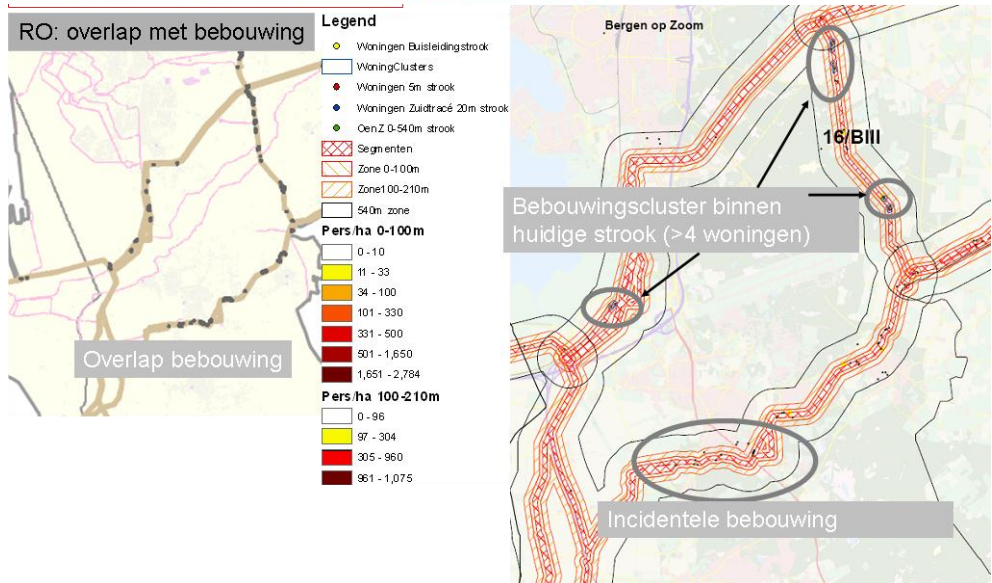 RO: overlap met bebouwing
Overlap bebouwing
Legend
Woningen Buisleidingstrook
WoningClusters
Woningen 5m strook
Woningen Zuidtracé 20m strook
OenZ 0-540m strook
Segmenten
Zone 0-100m
Zone100-210m
540m zone
Pers/ha 0-100m
0 - 10
11 - 33
34 - 100
101 - 330
331 - 500
501 - 1,650
1,651 - 2,784
Pers/ha 100-210m
0 - 96
97 - 304
305 - 960
961 - 1,075
Bergen op Zoom
16/BIII
Bebouwingscluster binnen
huidige strook (>4 woningen)
Incidentele bebouwing